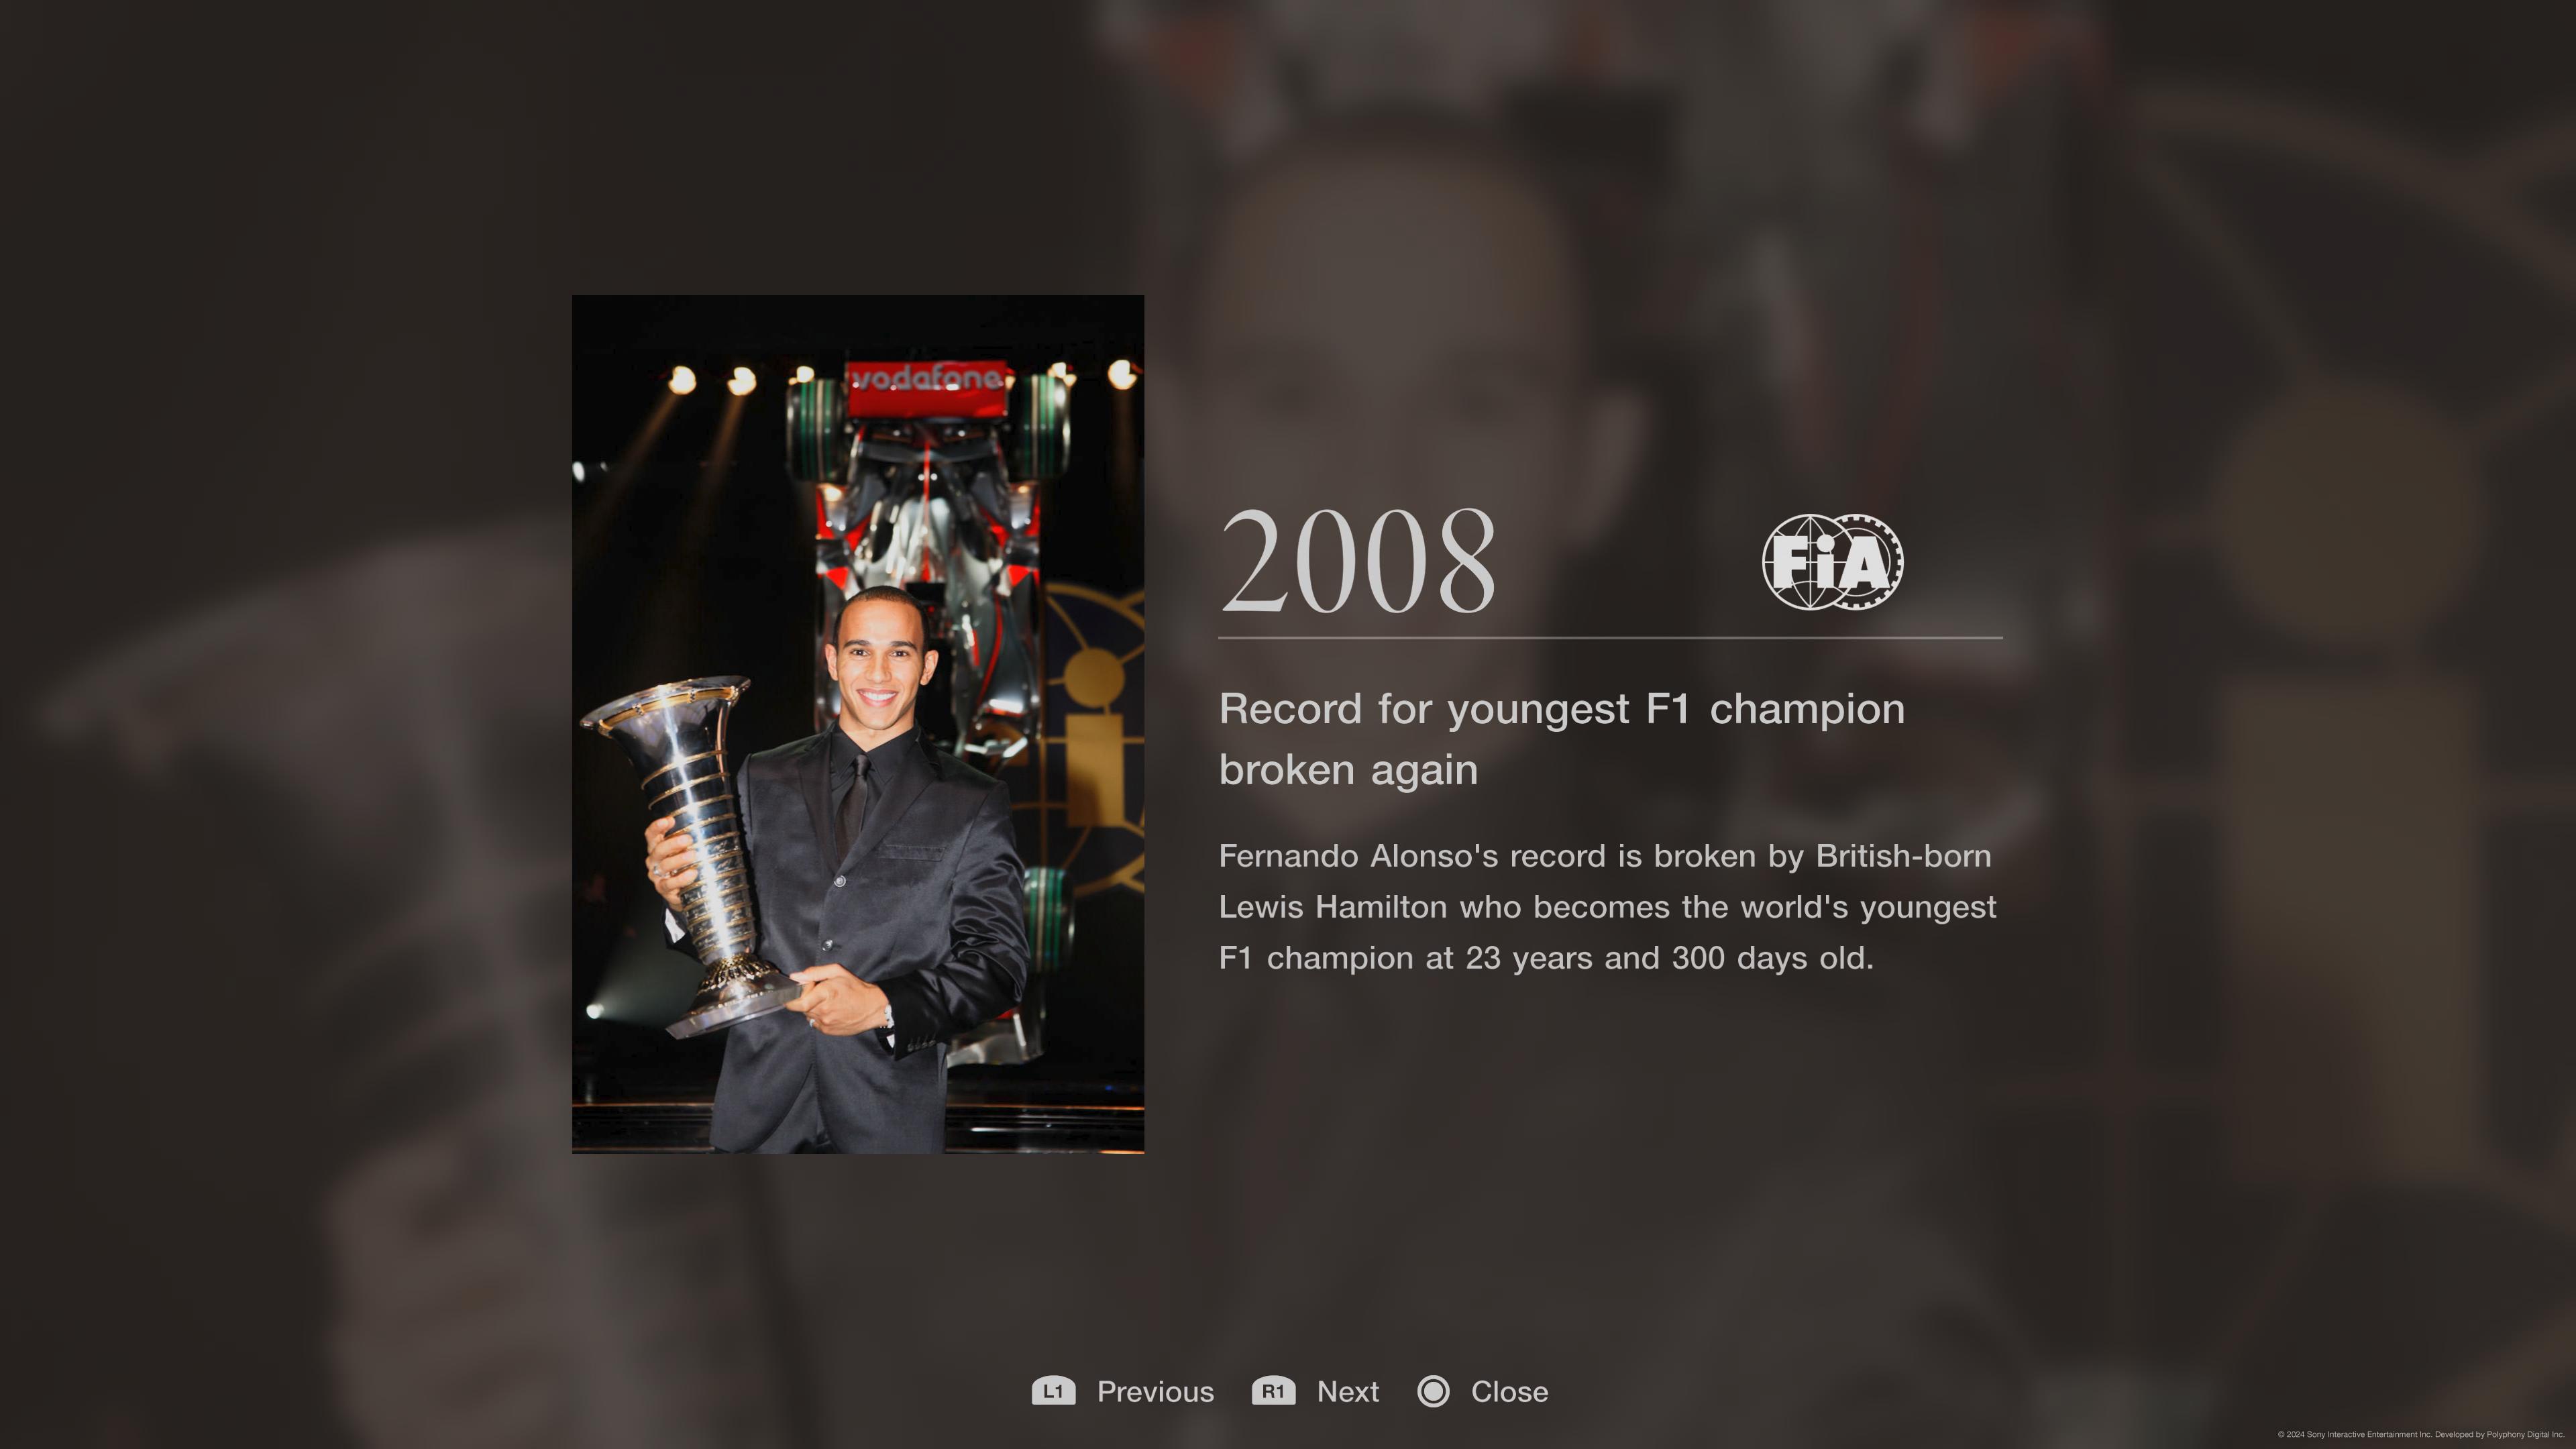 vodafone
2008
FiA
Record for youngest F1 champion
broken again
Fernando Alonso's record is broken by British-born
Lewis Hamilton who becomes the world's youngest
F1 champion at 23 years and 300 days old.
L1 Previous R1 Next Close
© 2024 Sony Interactive Entertainment Inc. Developed by Polyphony Digital Inc.